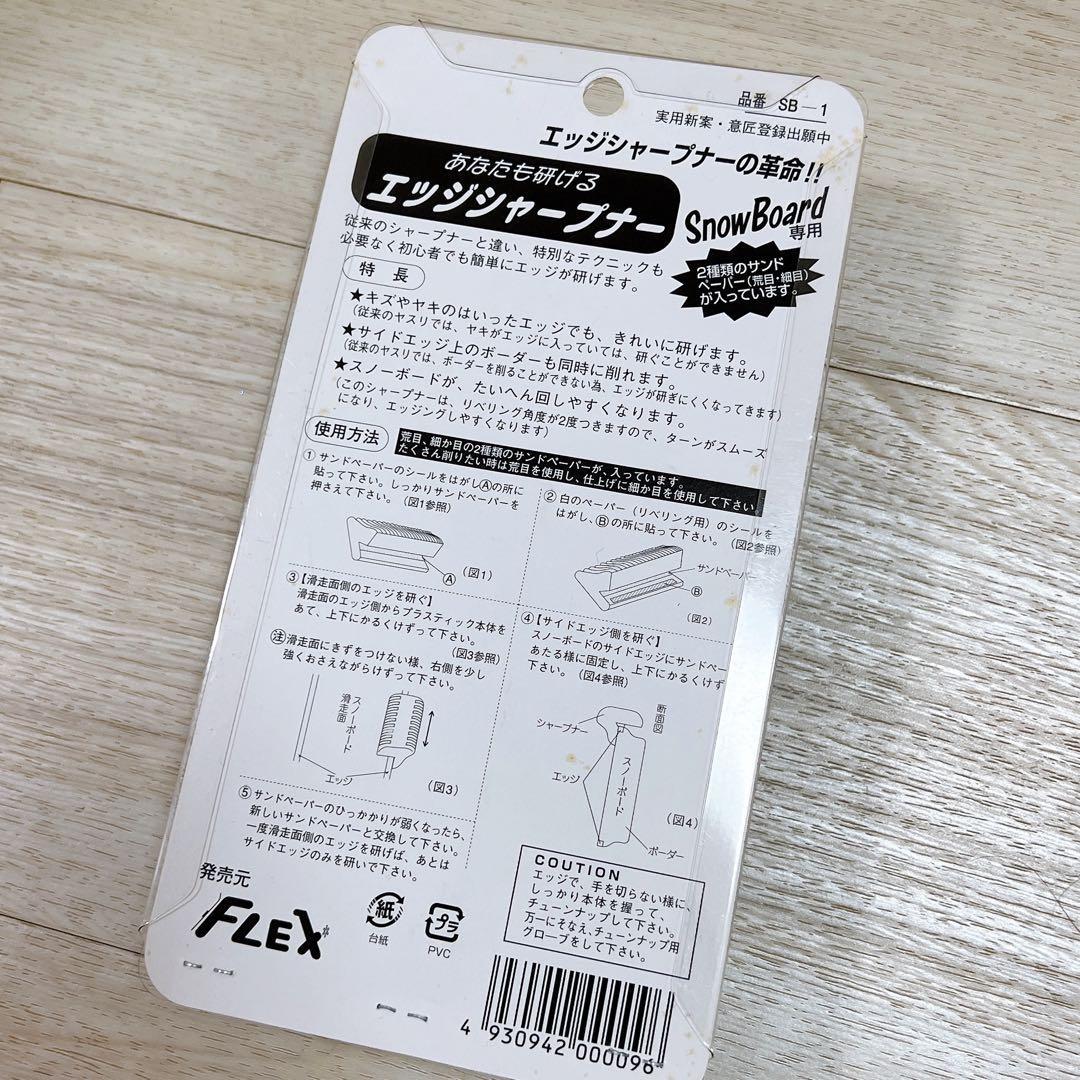 品番 SB－1
実用新案・意匠登録出願中
エッジシャープナーの革命!!
あなたも研げる
エッジシャープナー
SnowBoard
専用
従来のシャープナーと違い、特別なテクニックも
必要なく初心者でも簡単にエッジが研げます。
2種類のサンド
ペーパー(荒目・細目)
が入っています。
特長
★キズやヤキのはいったエッジでも、きれいに研げます。
(従来のヤスリでは、ヤキがエッジに入っていては、研ぐことができません)
★サイドエッジ上のボーダーも同時に削れます。
(従来のヤスリでは、ボーダーを削ることができない為、エッジが研ぎにくくなってきます)
★スノーボードが、たいへん回しやすくなります。
(このシャープナーは、リベリング角度が2度つきますので、ターンがスムーズ
になり、エッジングしやすくなります)
使用方法
荒目、細か目の2種類のサンドペーパーが、入っています。
たくさん削りたい時は荒目を使用し、仕上げに細か目を使用して下さい
①サンドペーパーのシールをはがしⒶの所に
貼って下さい。しっかりサンドペーパーを
押さえて下さい。(図1参照)
A
(図1)
②白のペーパー(リベリング用)のシールを
はがし、Ⓑの所に貼って下さい。(図2参照)
サンドペーパー
B
(図2)
③【滑走面側のエッジを研ぐ】
滑走面のエッジ側からプラスティック本体を
あて、上下にかるくけずって下さい。
(図3参照)
注滑走面にきずをつけない様、右側を少し
強くおさえながらけずって下さい。
スノーボード
滑走面
エッジ
(図3)
④【サイドエッジ側を研ぐ】
スノーボードのサイドエッジにサンドペー
あたる様に固定し、上下にかるくけず
下さい。(図4参照)
断面図
シャープナー
エッジ
スノーボード
ボーダー
(図4)
⑤サンドペーパーのひっかかりが弱くなったら、
新しいサンドペーパーと交換して下さい。
一度滑走面側のエッジを研げば、あとは
サイドエッジのみを研いで下さい。
COUTION
エッジで、手を切らない様に、
しっかり本体を握って、
チューンナップして下さい。
万一にそなえ、チューンナップ用
グローブをして下さい。
発売元
FLEX
紙
台紙
プラ
PVC
4 930942 000096